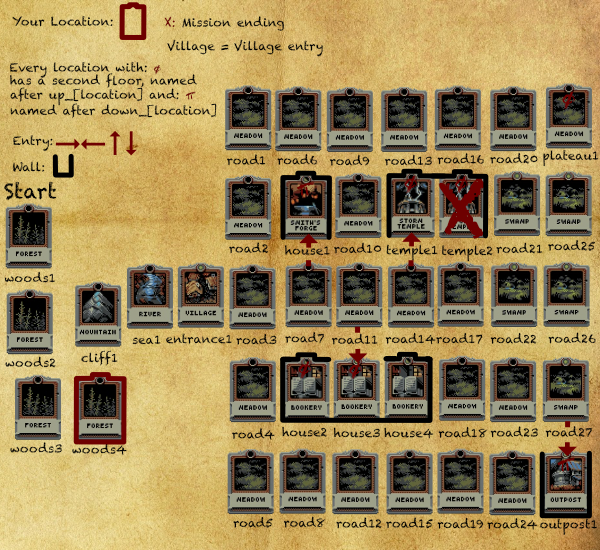 Your Location:
X: Mission ending
Village = Village entry
Every location with: ø
has a second floor, named
after up_[location] and: π
named after down_[location]
Entry:
Wall:
Start
MEADOW MEADOW MEADOW MEADOW MEADOW MEADOW MEADOW
road1 road6 road9 road13 road16 road20 plateau1
FOREST MEADOW SMITH'S FORGE MEADOW STORM TEMPLE SWAMP SWAMP
woods1 road2 house1 road10 temple1 temple2 road21 road25
FOREST MOUNTAIN RIVER VILLAGE MEADOW MEADOW MEADOW MEADOW MEADOW SWAMP SWAMP
woods2 cliff1 sea1 entrance1 road3 road7 road11 road14 road17 road22 road26
FOREST FOREST MEADOW BOOKERY BOOKERY BOOKERY MEADOW MEADOW SWAMP
woods3 woods4 road4 house2 house3 house4 road18 road23 road27
MEADOW MEADOW MEADOW MEADOW MEADOW MEADOW OUTPOST
road5 road8 road12 road15 road19 road24 outpost1